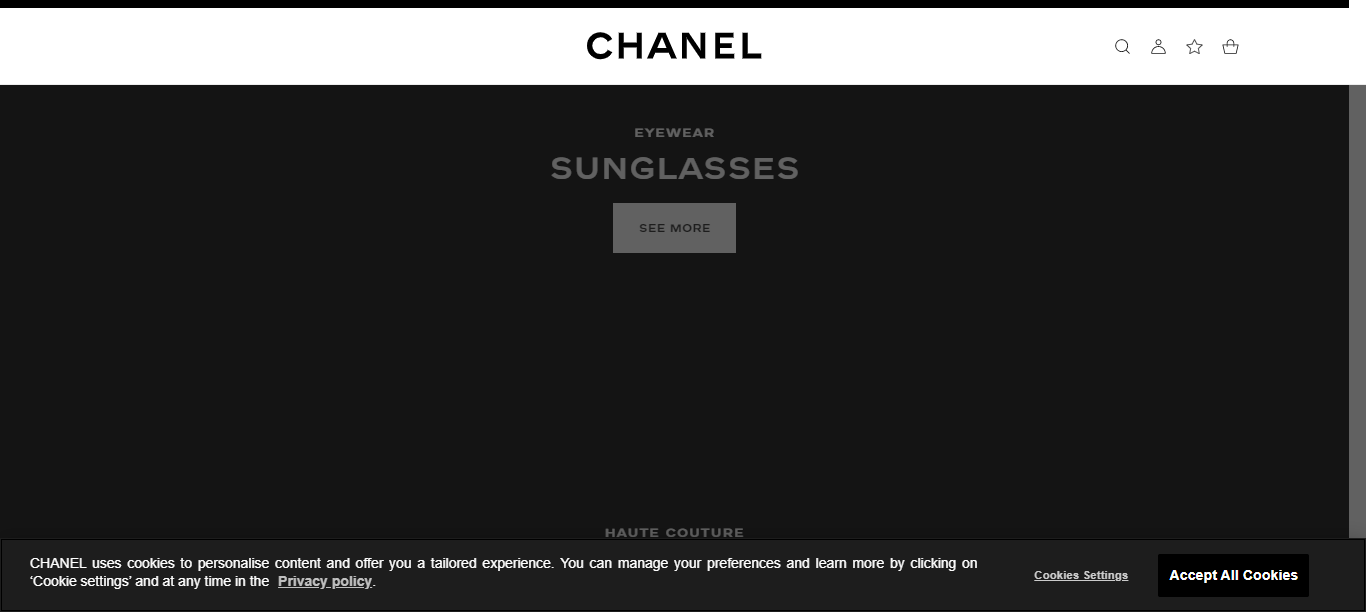 CHANEL
EYEWEAR
SUNGLASSES
SEE MORE
HAUTE COUTURE
CHANEL uses cookies to personalise content and offer you a tailored experience. You can manage your preferences and learn more by clicking on
‘Cookie settings’ and at any time in the Privacy policy.
Cookies Settings
Accept All Cookies